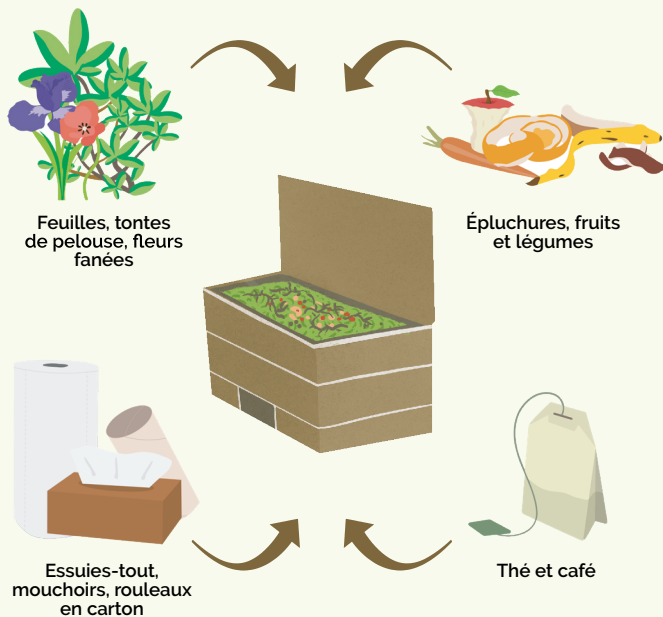 Feuilles, tontes
de pelouse, fleurs
fanées
Épluchures, fruits
et légumes
Essuies-tout,
mouchoirs, rouleaux
en carton
Thé et café